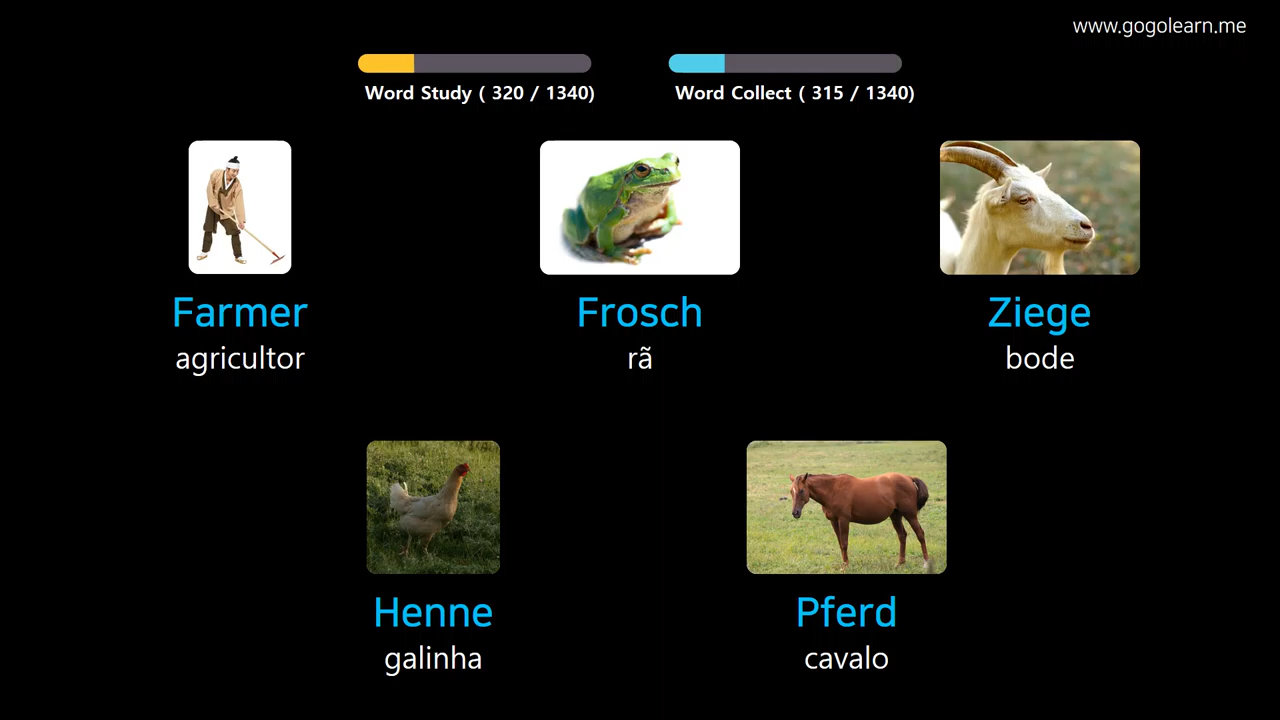 www.gogolearn.me
Word Study ( 320 / 1340)
Word Collect ( 315 / 1340)
Farmer
agricultor
Frosch
rã
Ziege
bode
Henne
galinha
Pferd
cavalo